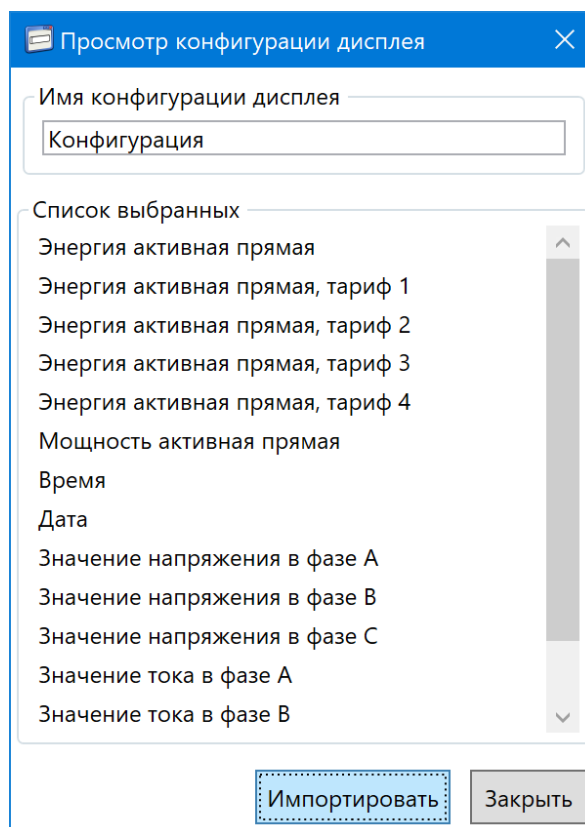 Просмотр конфигурации дисплея
Имя конфигурации дисплея
Конфигурация
Список выбранных
Энергия активная прямая
Энергия активная прямая, тариф 1
Энергия активная прямая, тариф 2
Энергия активная прямая, тариф 3
Энергия активная прямая, тариф 4
Мощность активная прямая
Время
Дата
Значение напряжения в фазе A
Значение напряжения в фазе B
Значение напряжения в фазе C
Значение тока в фазе A
Значение тока в фазе B
Импортировать Закрыть